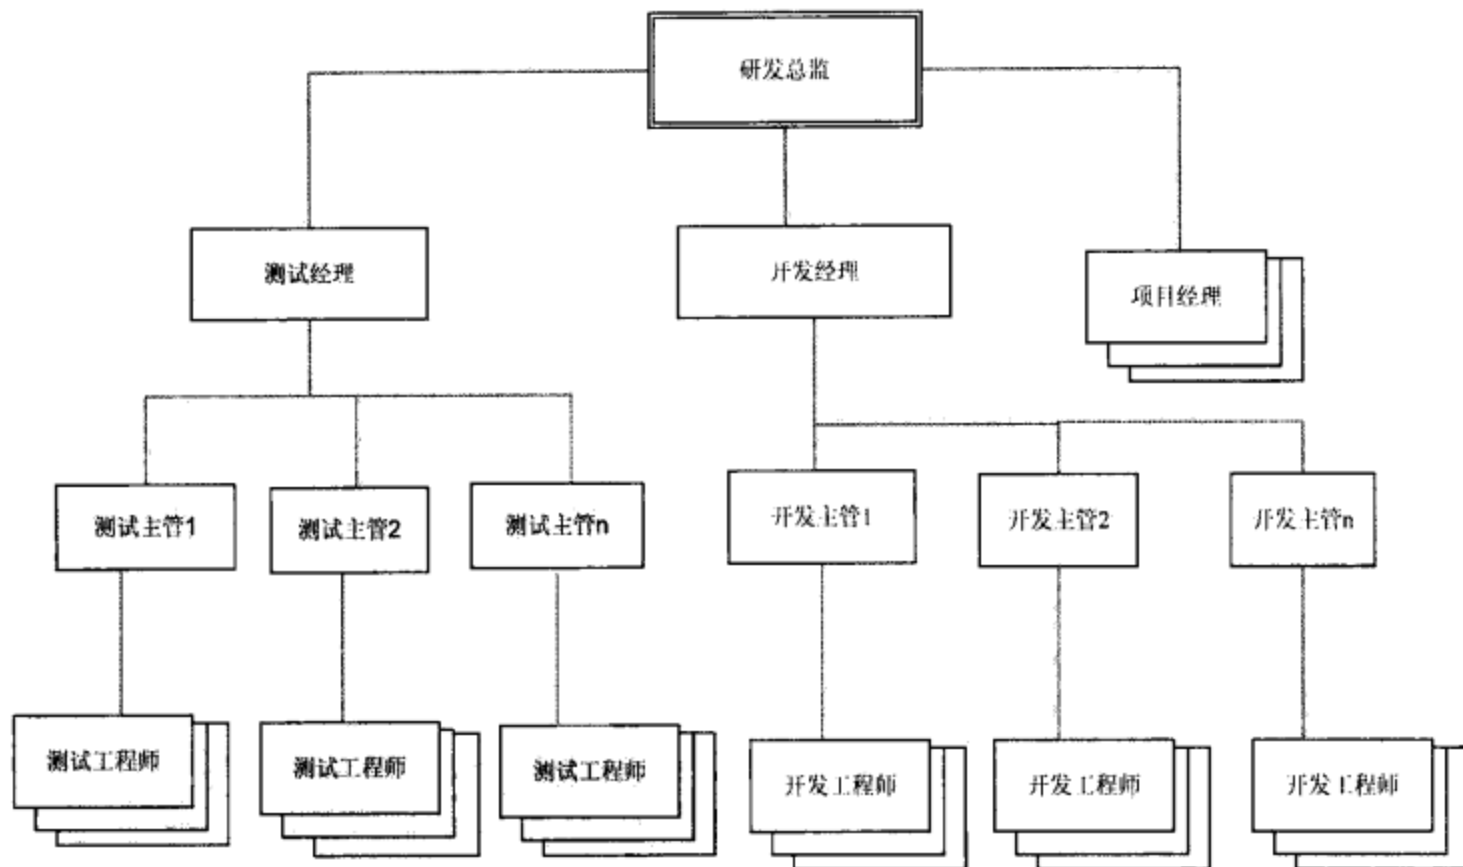 研发总监
测试经理
开发经理
项目经理
测试主管1
测试主管2
测试主管n
开发主管1
开发主管2
开发主管n
测试工程师
测试工程师
测试工程师
开发工程师
开发工程师
开发工程师